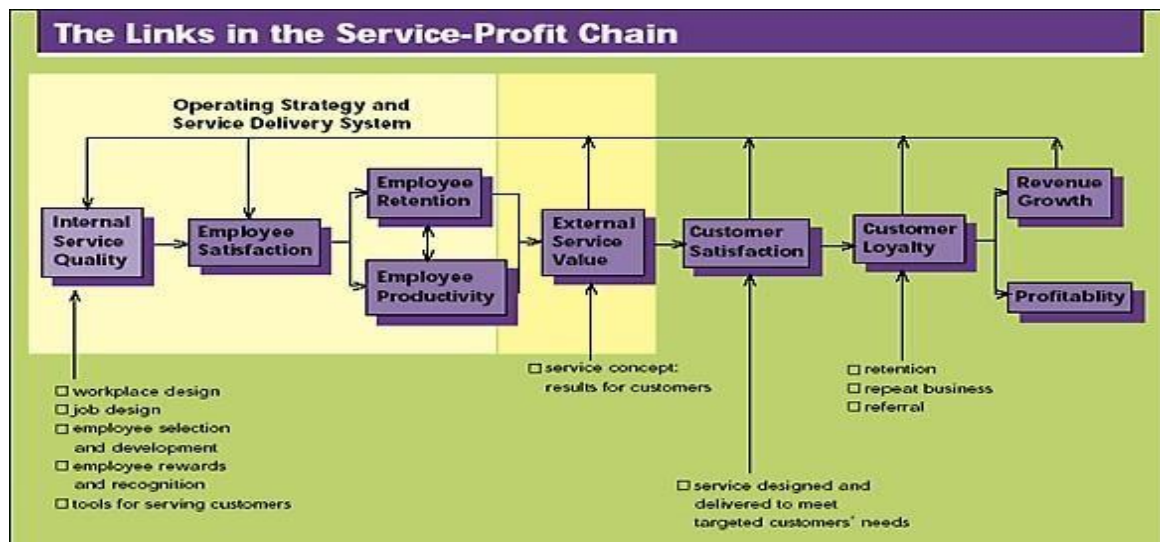 The Links in the Service-Profit Chain
Operating Strategy and
Service Delivery System
Internal
Service
Quality
Employee
Satisfaction
Employee
Retention
Employee
Productivity
External
Service
Value
Customer
Satisfaction
Customer
Loyalty
Revenue
Growth
Profitablity
workplace design
job design
employee selection
and development
employee rewards
and recognition
tools for serving customers
service concept:
results for customers
service designed and
delivered to meet
targeted customers' needs
retention
repeat business
referral